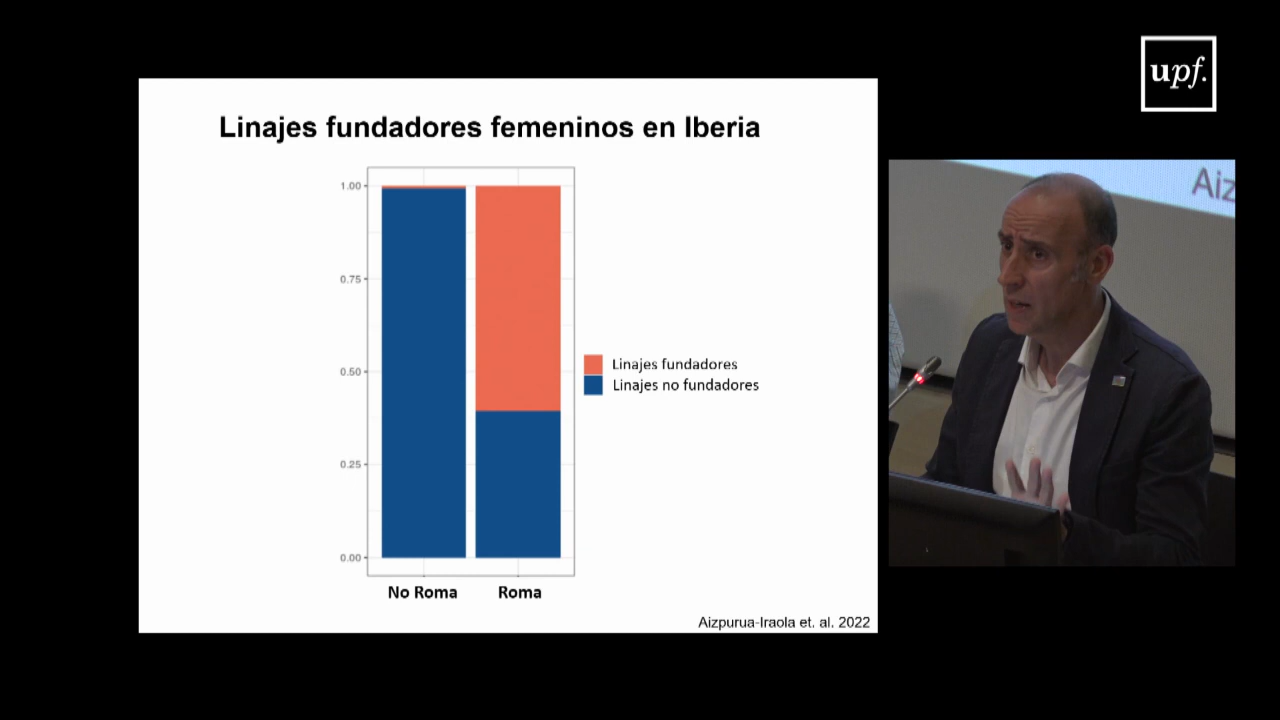 upf.
Linajes fundadores femeninos en Iberia
1.00
0.75
0.50
0.25
0.00
No Roma
Roma
Linajes fundadores
Linajes no fundadores
Aizpurua-Iraola et. al. 2022
Aiz